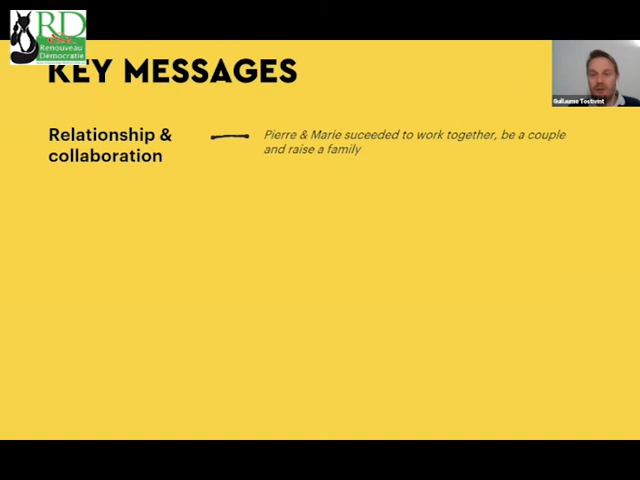 RD
Renouveau
Démocratie
KEY MESSAGES
Guillaume Tostivint
Relationship &
collaboration
Pierre & Marie suceeded to work together, be a couple
and raise a family